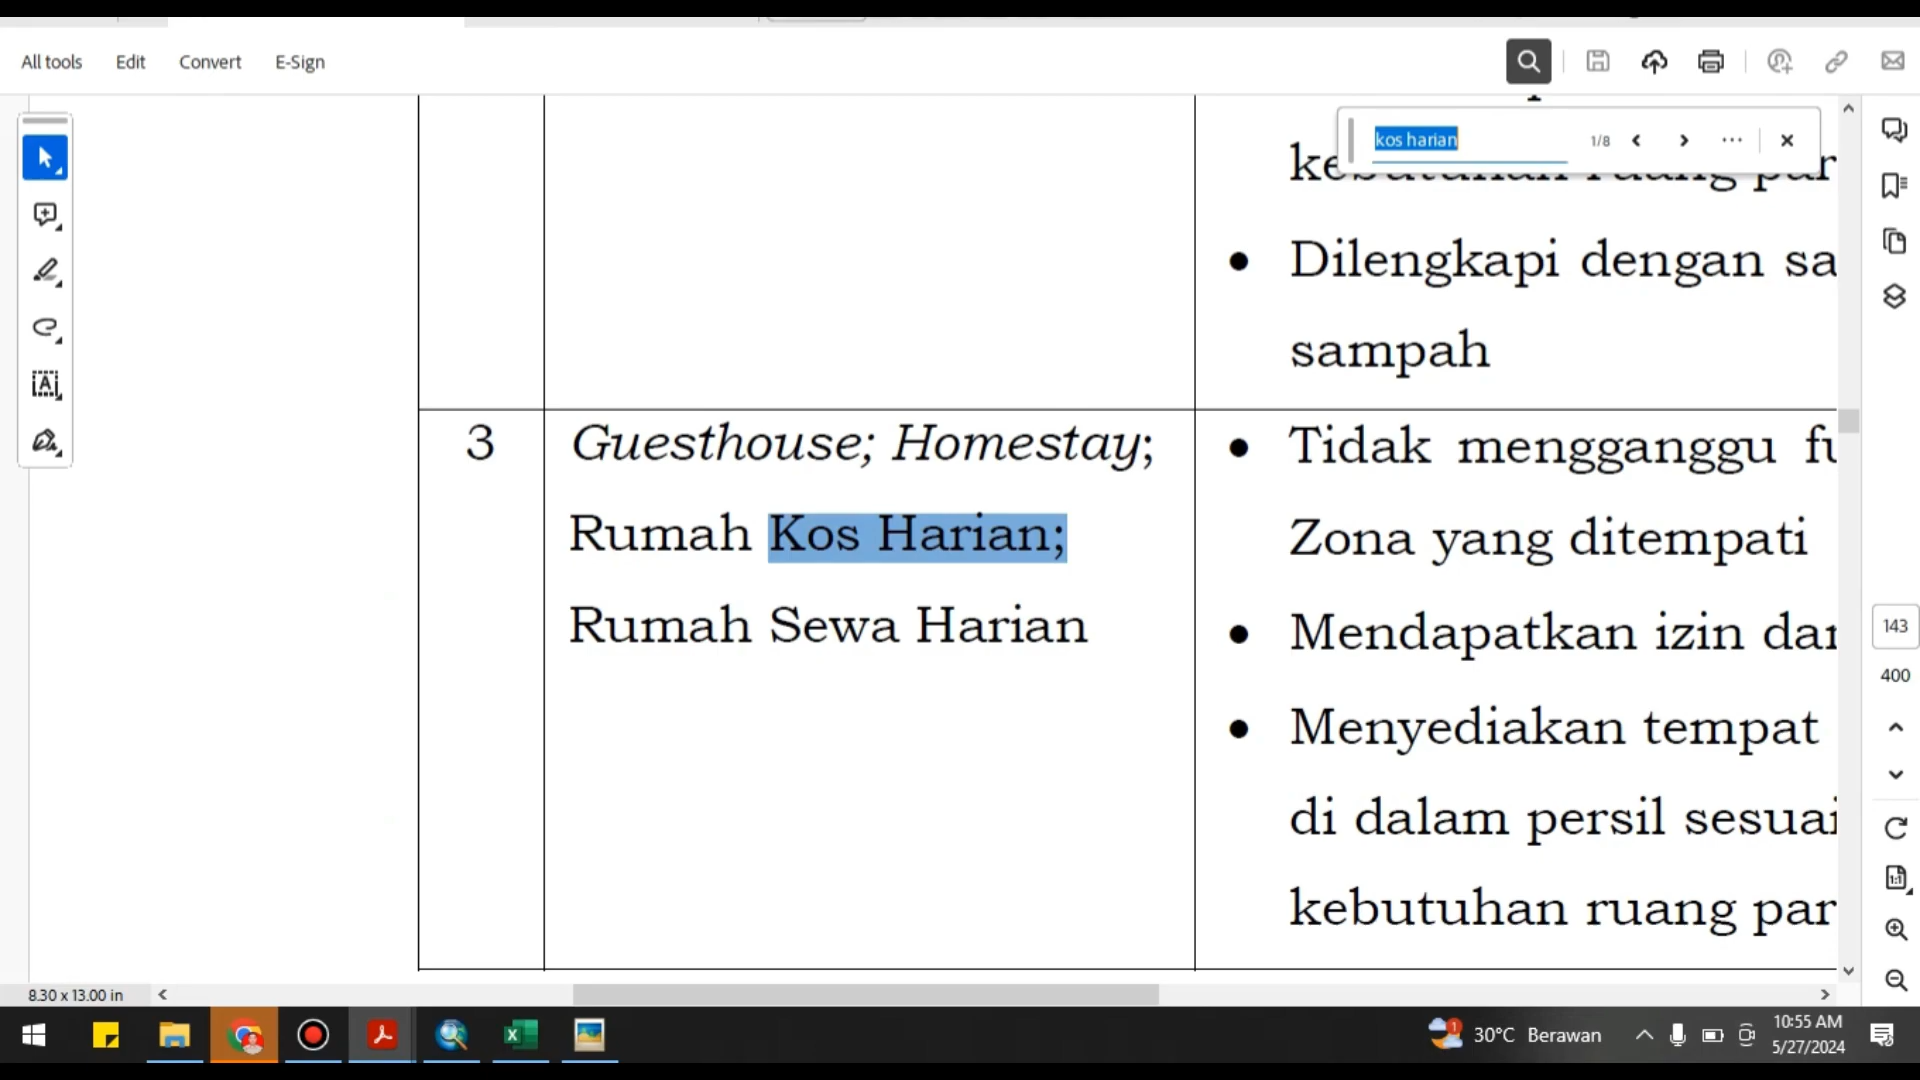 All tools
Edit
Convert
E-Sign
kos harian
1/8
Dilengkapi dengan sa
sampah
3
Guesthouse; Homestay;
Rumah Kos Harian;
Rumah Sewa Harian
Tidak mengganggu fu
Zona yang ditempati
Mendapatkan izin dar
Menyediakan tempat
di dalam persil sesuai
kebutuhan ruang par
143
400
8.30 x 13.00 in
30°C Berawan
10:55 AM
5/27/2024